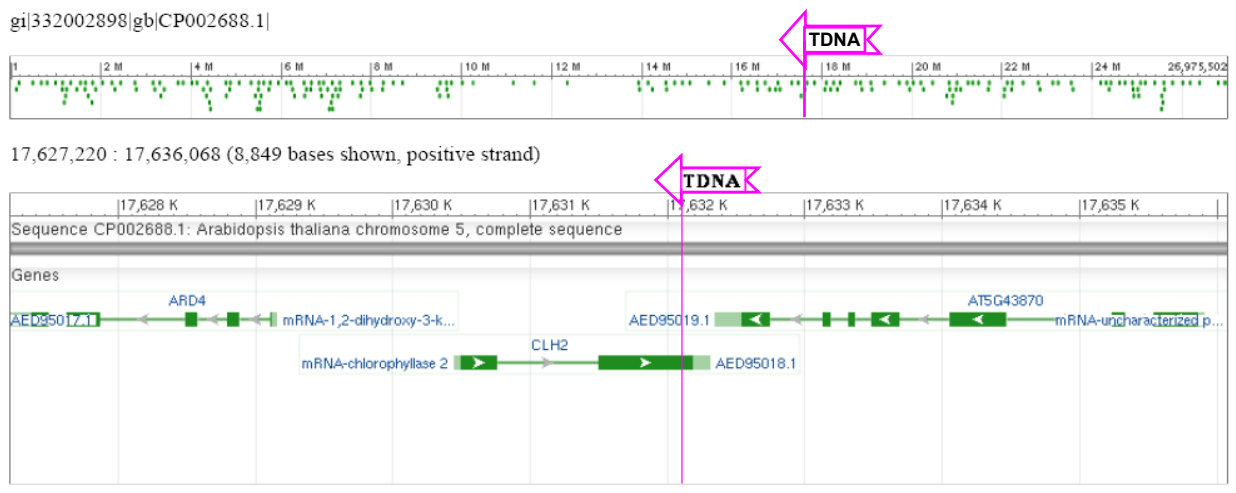 gi|332002898|gb|CP002688.1|
TDNA
1 2 M 4 M 6 M 8 M 10 M 12 M 14 M 16 M 18 M 20 M 22 M 24 M 26,975,502
17,627,220 : 17,636,068 (8,849 bases shown, positive strand)
TDNA
17,628 K 17,629 K 17,630 K 17,631 K 17,632 K 17,633 K 17,634 K 17,635 K
Sequence CP002688.1: Arabidopsis thaliana chromosome 5, complete sequence
Genes
ARD4 AT5G43870
AED95017.1 mRNA-1,2-dihydroxy-3-k... AED95019.1 mRNA-uncharacterized p...
CLH2
mRNA-chlorophyllase 2 AED95018.1